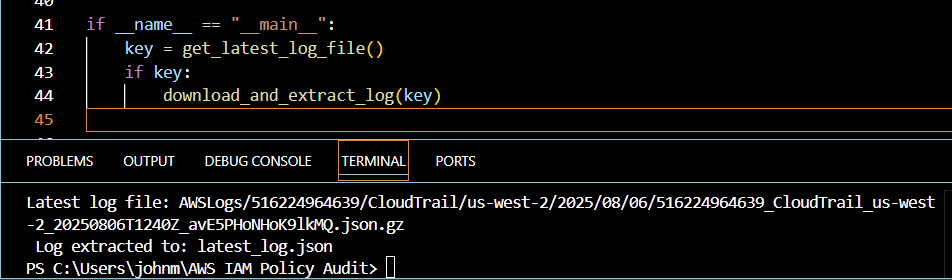 40
41 if __name__ == "__main__":
42 key = get_latest_log_file()
43 if key:
44 download_and_extract_log(key)
45
PROBLEMS OUTPUT DEBUG CONSOLE TERMINAL PORTS
Latest log file: AWSLogs/516224964639/CloudTrail/us-west-2/2025/08/06/516224964639_CloudTrail_us-west
-2_20250806T1240Z_avE5PHoNHoK9lkMQ.json.gz
Log extracted to: latest_log.json
PS C:\Users\johnm\AWS IAM Policy Audit>